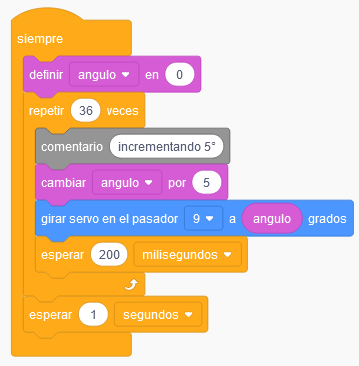 siempre
definir angulo en 0
repetir 36 veces
comentario incrementando 5°
cambiar angulo por 5
girar servo en el pasador 9 a angulo grados
esperar 200 milisegundos
esperar 1 segundos